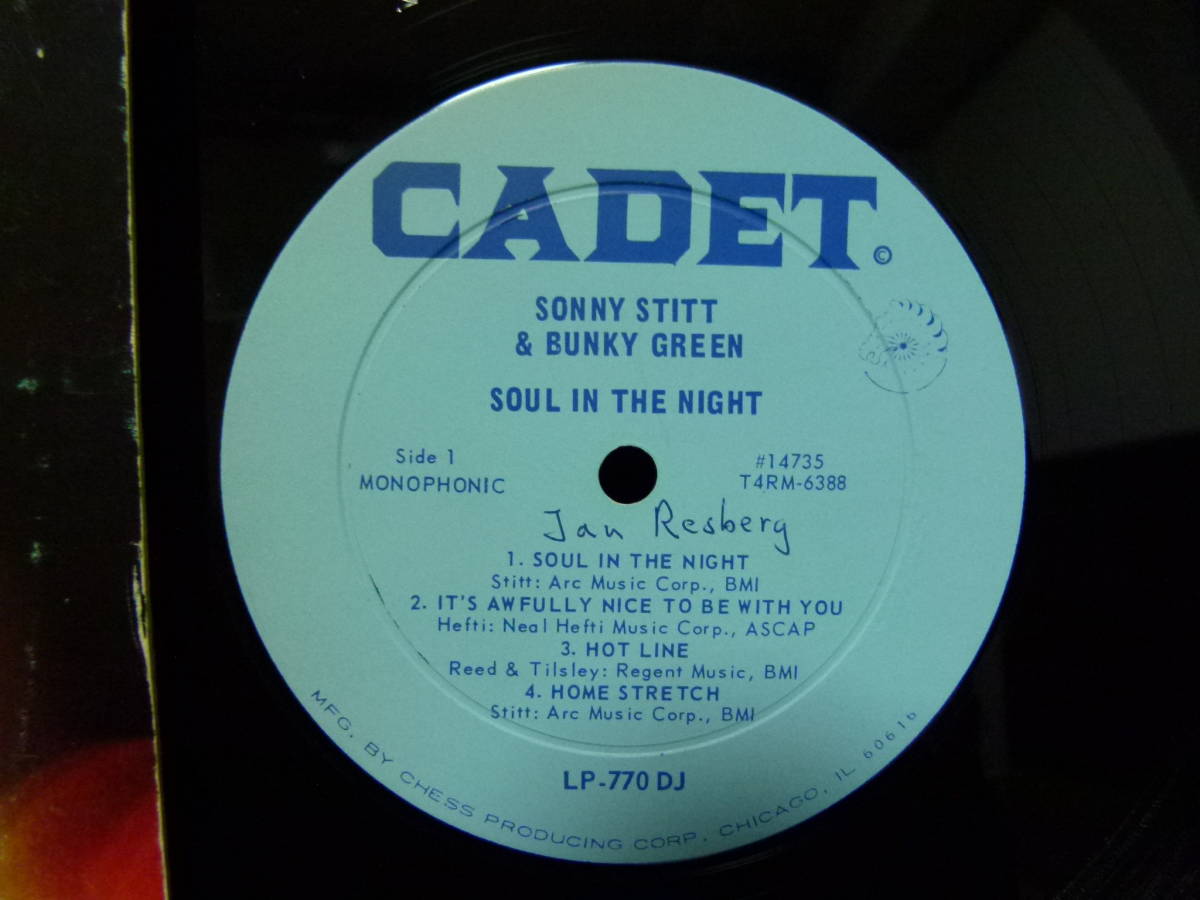 CADET ©
SONNY STITT
& BUNKY GREEN
SOUL IN THE NIGHT
Side 1
MONOPHONIC
#14735
T4RM-6388
Jan Resberg
1. SOUL IN THE NIGHT
Stitt: Arc Music Corp., BMI
2. IT'S AWFULLY NICE TO BE WITH YOU
Hefti: Neal Hefti Music Corp., ASCAP
3. HOT LINE
Reed & Tilsley: Regent Music, BMI
4. HOME STRETCH
Stitt: Arc Music Corp., BMI
LP-770 DJ
MFG. BY CHESS PRODUCING CORP. CHICAGO, IL 60616